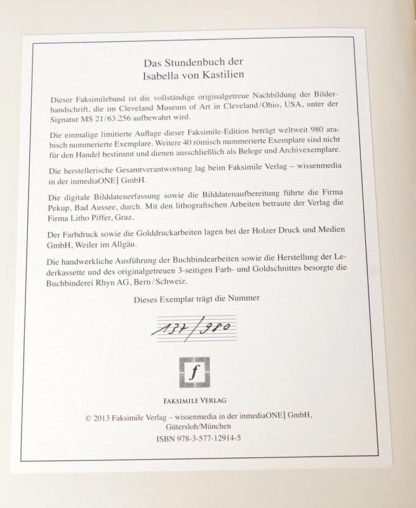 Das Stundenbuch der
Isabella von Kastilien
Dieser Faksimileband ist die vollständige originalgetreue Nachbildung der Bilder-
handschrift, die im Cleveland Museum of Art in Cleveland/Ohio, USA, unter der
Signatur MS 21/63.256 aufbewahrt wird.
Die einmalige limitierte Auflage dieser Faksimile-Edition beträgt weltweit 980 ara-
bisch nummerierte Exemplare. Weitere 40 römisch nummerierte Exemplare sind nicht
für den Handel bestimmt und dienen ausschließlich als Belege und Archivexemplare.
Die herstellerische Gesamtverantwortung lag beim Faksimile Verlag – wissenmedia
in der inmediaONE] GmbH.
Die digitale Bilddatenerfassung sowie die Bilddatenaufbereitung führte die Firma
Pekup, Bad Aussee, durch. Mit den lithografischen Arbeiten betraute der Verlag die
Firma Litho Piffer, Graz.
Der Farbdruck sowie die Golddruckarbeiten lagen bei der Holzer Druck und Medien
GmbH, Weiler im Allgäu.
Die handwerkliche Ausführung der Buchbindearbeiten sowie die Herstellung der Le-
derkassette und des originalgetreuen 3-seitigen Farb- und Goldschnittes besorgte die
Buchbinderei Rhyn AG, Bern/Schweiz.
Dieses Exemplar trägt die Nummer
137/980
f
FAKSIMILE VERLAG
© 2013 Faksimile Verlag – wissenmedia in der inmediaONE] GmbH,
Gütersloh/München
ISBN 978-3-577-12914-5